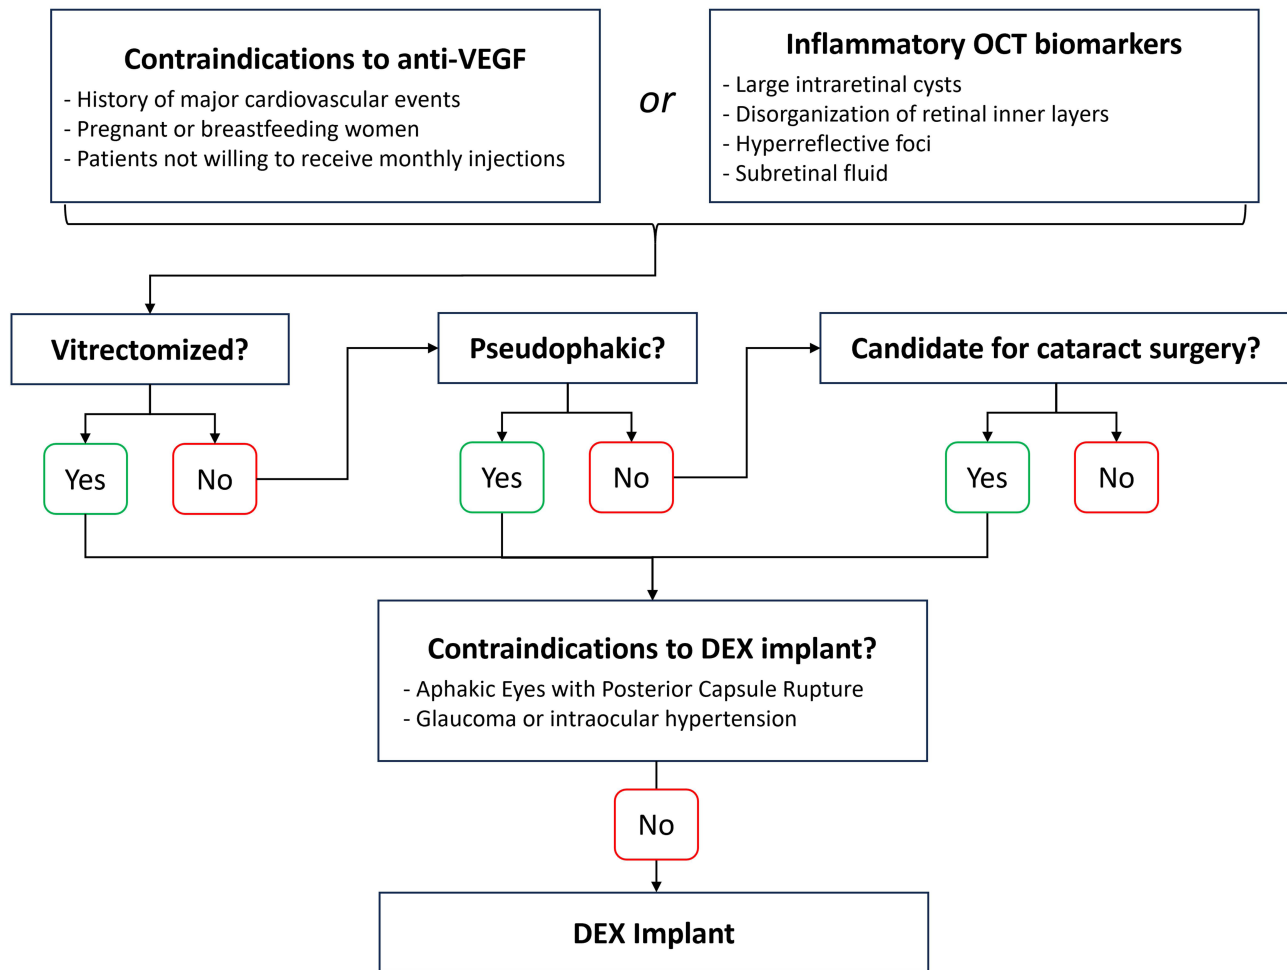 Contraindications to anti-VEGF
- History of major cardiovascular events
- Pregnant or breastfeeding women
- Patients not willing to receive monthly injections
or
Inflammatory OCT biomarkers
- Large intraretinal cysts
- Disorganization of retinal inner layers
- Hyperreflective foci
- Subretinal fluid
Vitrectomized?
Pseudophakic?
Candidate for cataract surgery?
Yes
No
Yes
No
Yes
No
Contraindications to DEX implant?
- Aphakic Eyes with Posterior Capsule Rupture
- Glaucoma or intraocular hypertension
No
DEX Implant